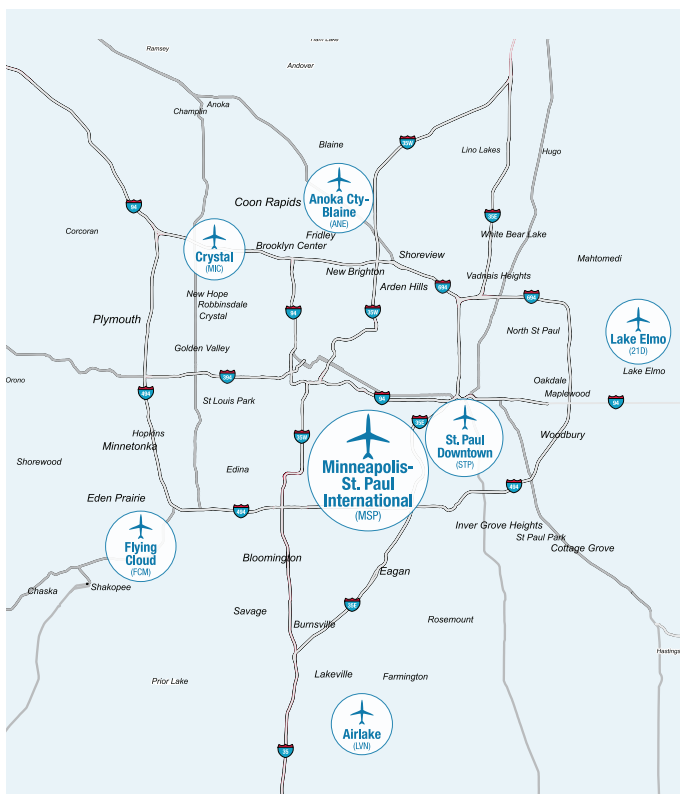 Ramsey
Andover
Champlin
Anoka
Blaine
35W
Lino Lakes
Hugo
Anoka Cty-
Blaine
(ANE)
94
Coon Rapids
35E
Corcoran
Crystal
(MIC)
Fridley
Brooklyn Center
Shoreview
White Bear Lake
Mahtomedi
New Brighton
Arden Hills
Vadnais Heights
694
694
New Hope
Robbinsdale
Crystal
94
35W
Plymouth
North St Paul
Lake Elmo
(21D)
Lake Elmo
Golden Valley
Orono
394
494
Oakdale
Maplewood
St Louis Park
94
94
35E
Hopkins
Minnetonka
35W
St. Paul
Downtown
(STP)
Woodbury
Shorewood
Edina
Minneapolis-
St. Paul
International
(MSP)
Eden Prairie
494
494
Flying
Cloud
(FCM)
Inver Grove Heights
St Paul Park
Cottage Grove
Bloomington
Eagan
Chaska
Shakopee
Savage
35E
Burnsville
Rosemount
Hastings
Prior Lake
Lakeville
Farmington
Airlake
(LVN)
35